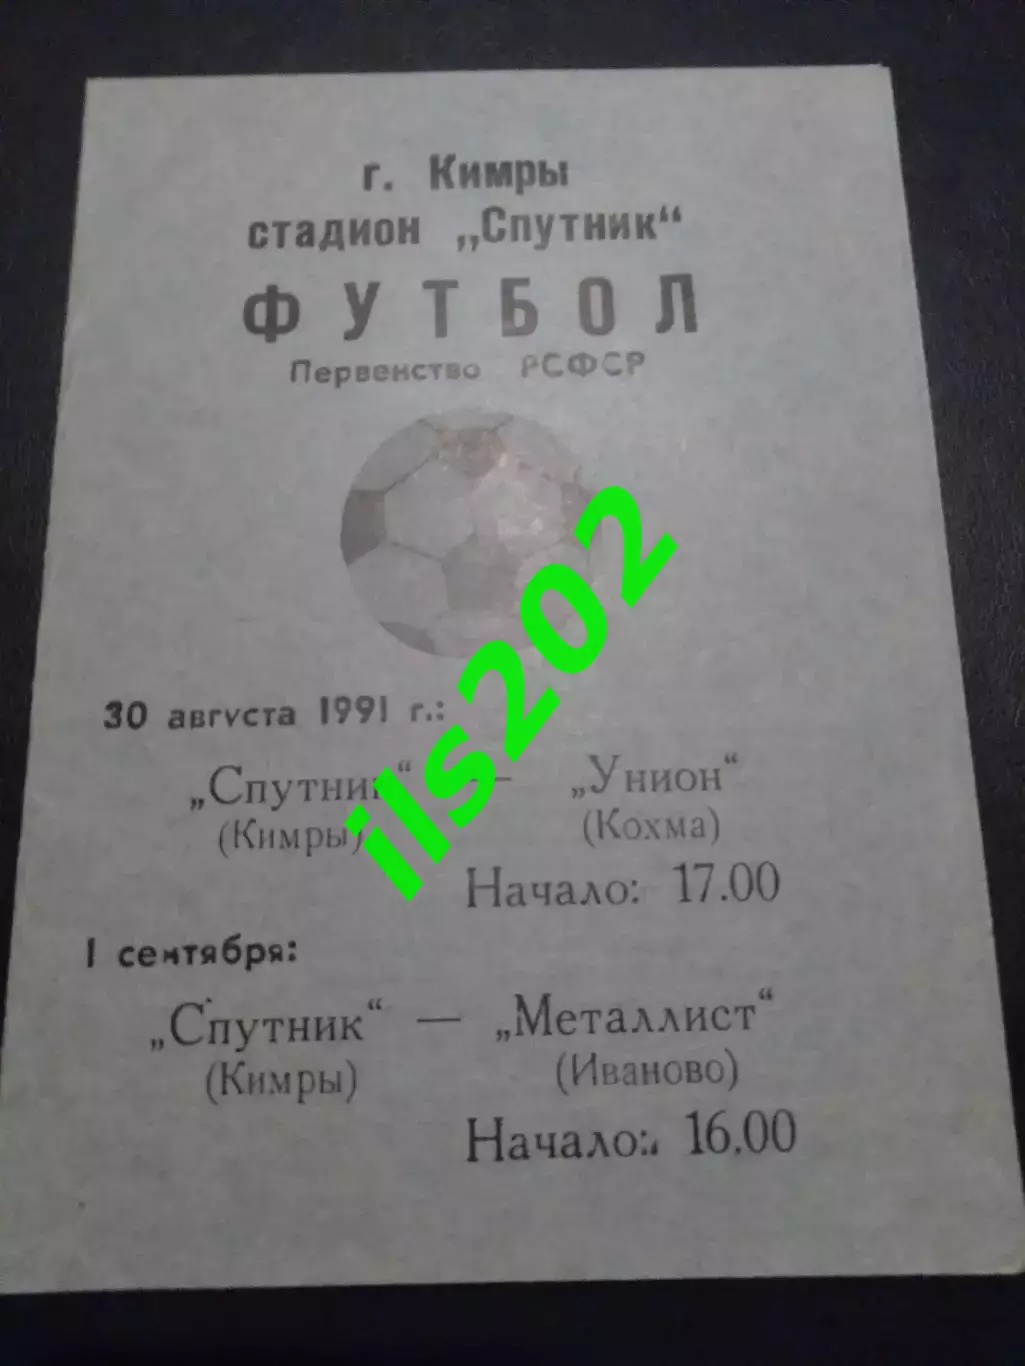 г. Кимры
стадион „Спутник“
ФУТБОЛ
Первенство РСФСР
30 августа 1991 г.:
„Спутник“ — „Унион“
(Кимры) (Кохма)
Начало: 17.00
1 сентября:
„Спутник“ — „Металлист“
(Кимры) (Иваново)
Начало: 16.00
ils202